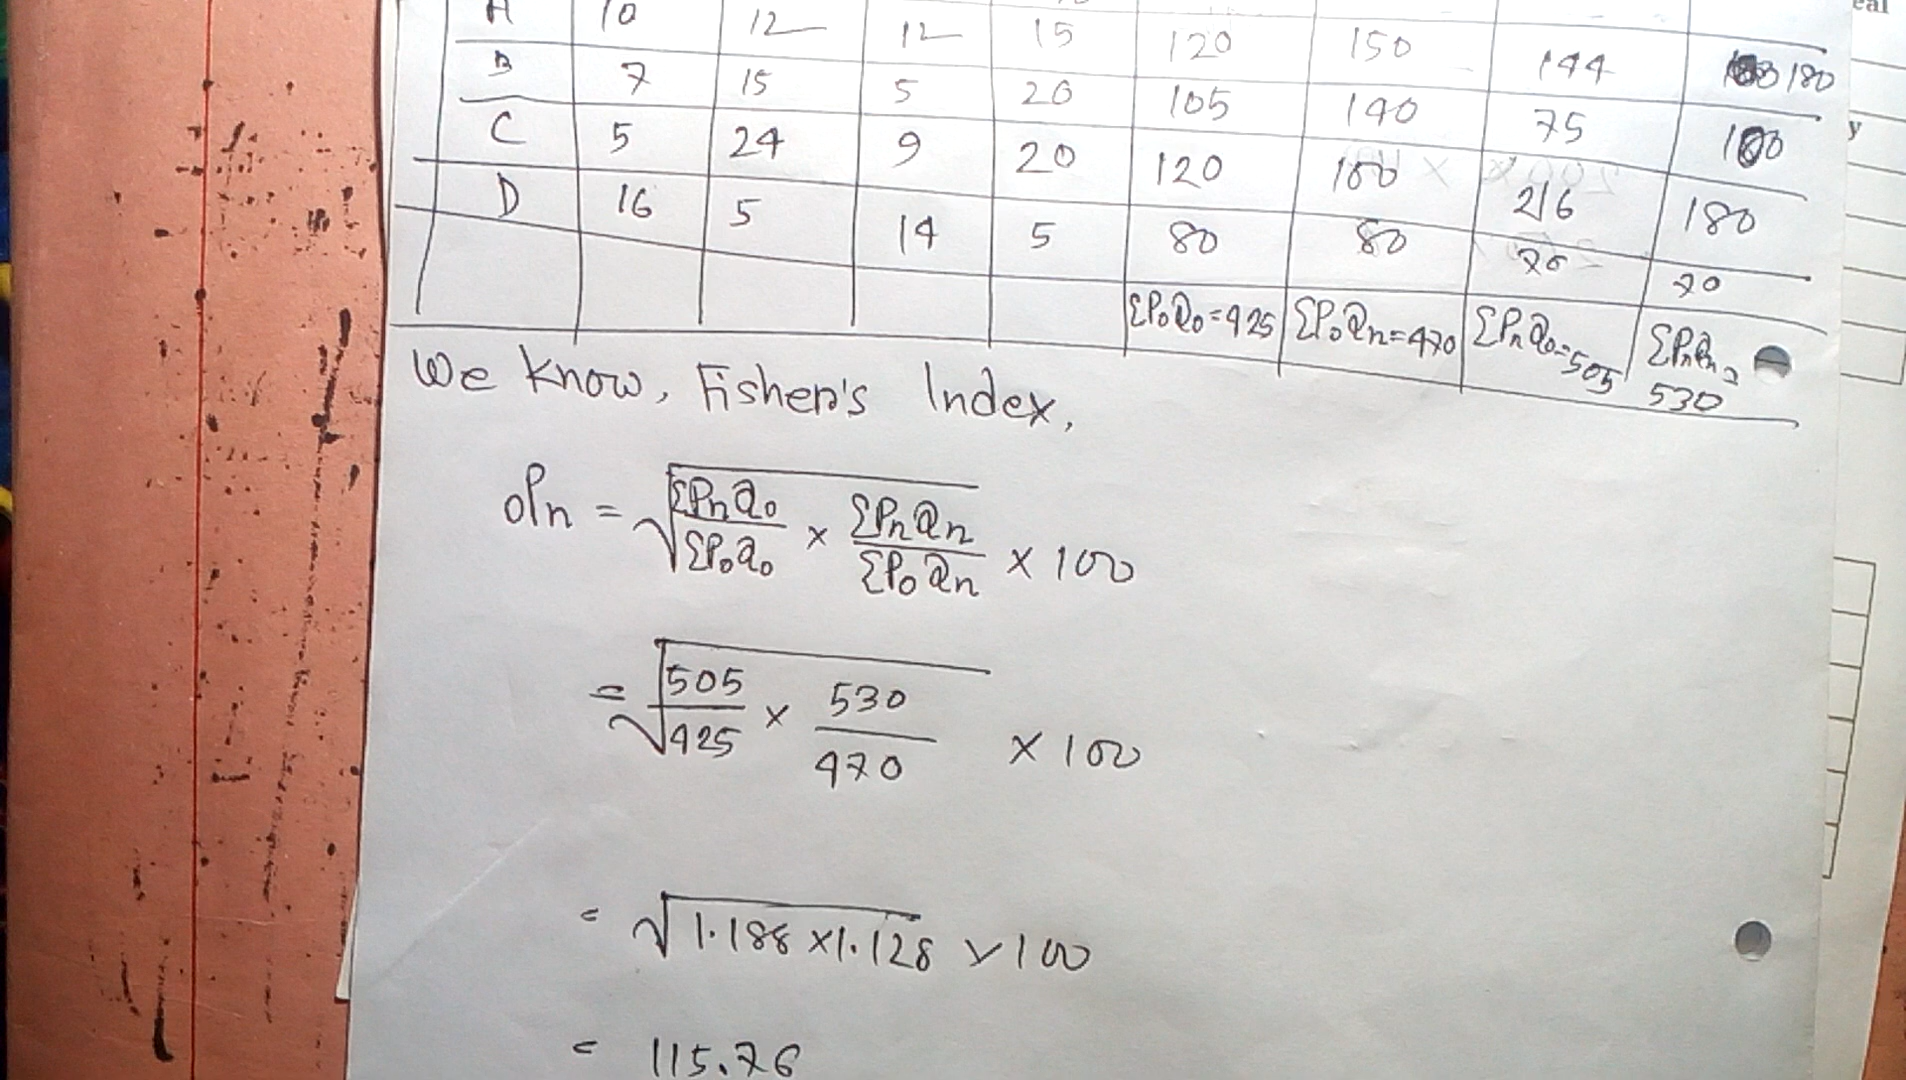 A 10 12 12 15 120 150 144 180
B 7 15 5 20 105 140 75 100
C 5 24 9 20 120 100 216 180
D 16 5 14 5 80 80 70 70
ΣP₀Q₀=425 ΣP₀Qn=470 ΣPnQ₀=505 ΣPnQn=530
We know, Fisher's Index,
oPn = √(ΣPnQ₀/ΣP₀Q₀ × ΣPnQn/ΣP₀Qn) × 100
= √(505/425 × 530/470) × 100
= √(1.188 × 1.128) × 100
= 115.76
eal
y